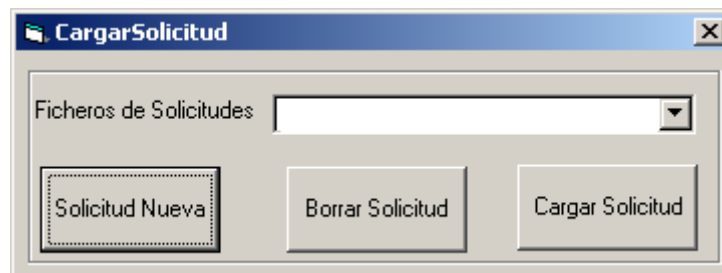 CargarSolicitud
Ficheros de Solicitudes
Solicitud Nueva
Borrar Solicitud
Cargar Solicitud